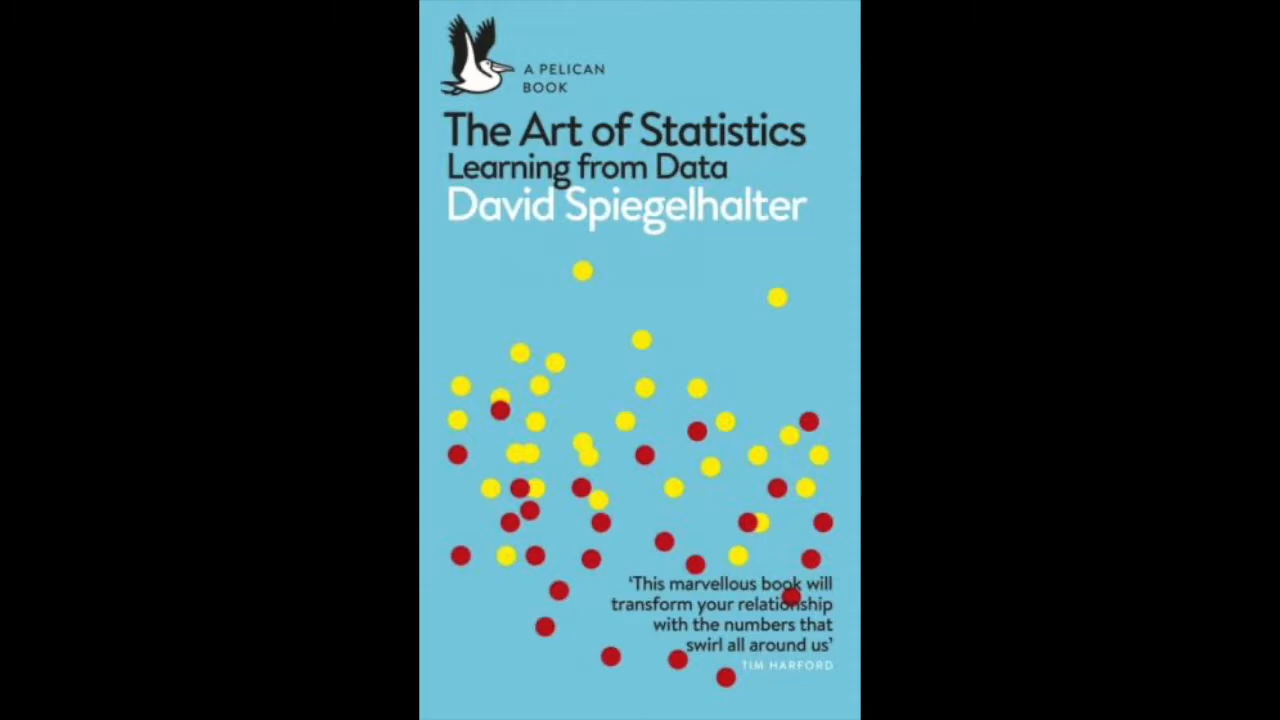 A PELICAN
BOOK
The Art of Statistics
Learning from Data
David Spiegelhalter
‘This marvellous book will
transform your relationship
with the numbers that
swirl all around us’
TIM HARFORD